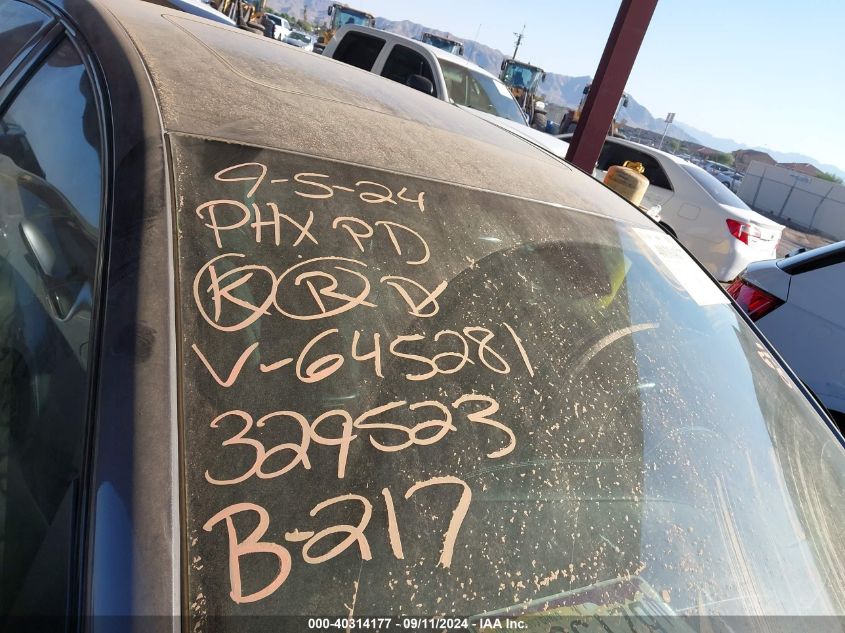 9-5-24
PHX PD
K R D
V-645281
329523
B-217
000-40314177 - 09/11/2024 - IAA, Inc.